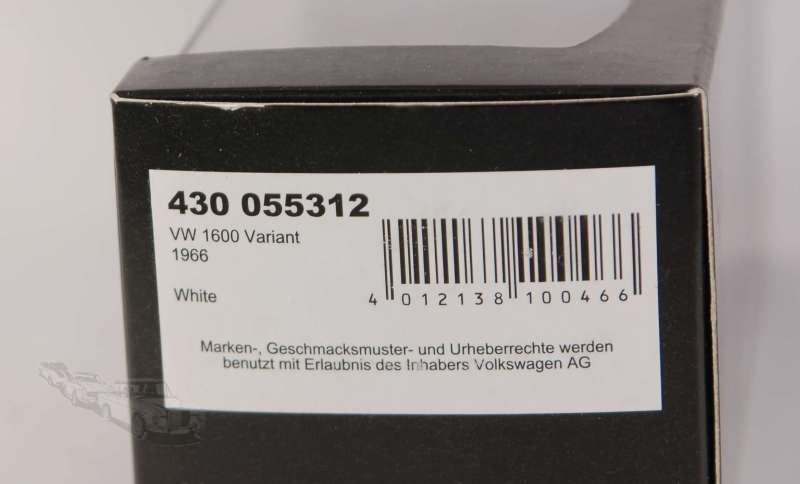 430 055312
VW 1600 Variant
1966
White
4 012138 100466
Marken-, Geschmacksmuster- und Urheberrechte werden
benutzt mit Erlaubnis des Inhabers Volkswagen AG